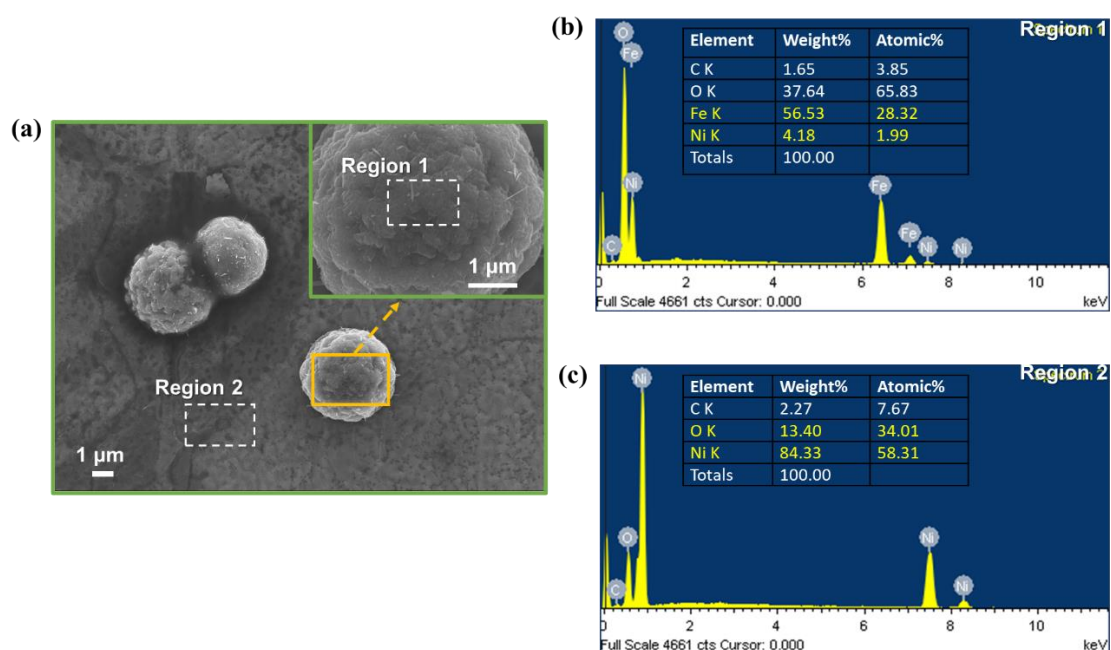 (a)
Region 1
1 µm
Region 2
1 µm
(b)
Region 1
Element Weight% Atomic%
C K 1.65 3.85
O K 37.64 65.83
Fe K 56.53 28.32
Ni K 4.18 1.99
Totals 100.00
O
Fe
Ni
C
Fe
Fe
Ni
Ni
0 2 4 6 8 10
Full Scale 4661 cts Cursor: 0.000 keV
(c)
Region 2
Element Weight% Atomic%
C K 2.27 7.67
O K 13.40 34.01
Ni K 84.33 58.31
Totals 100.00
Ni
O
C
Ni
Ni
0 2 4 6 8 10
Full Scale 4661 cts Cursor: 0.000 keV